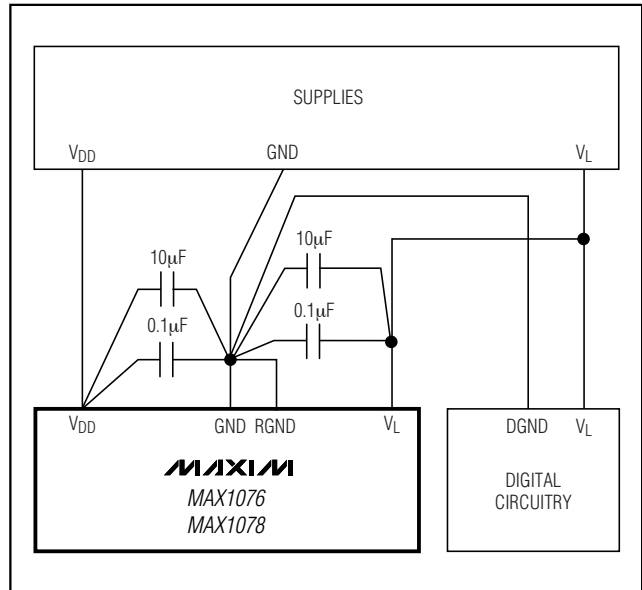 SUPPLIES
VDD GND VL
10μF
10μF
0.1μF
0.1μF
VDD GND RGND VL
DGND VL
MAXIM
MAX1076
MAX1078
DIGITAL
CIRCUITRY